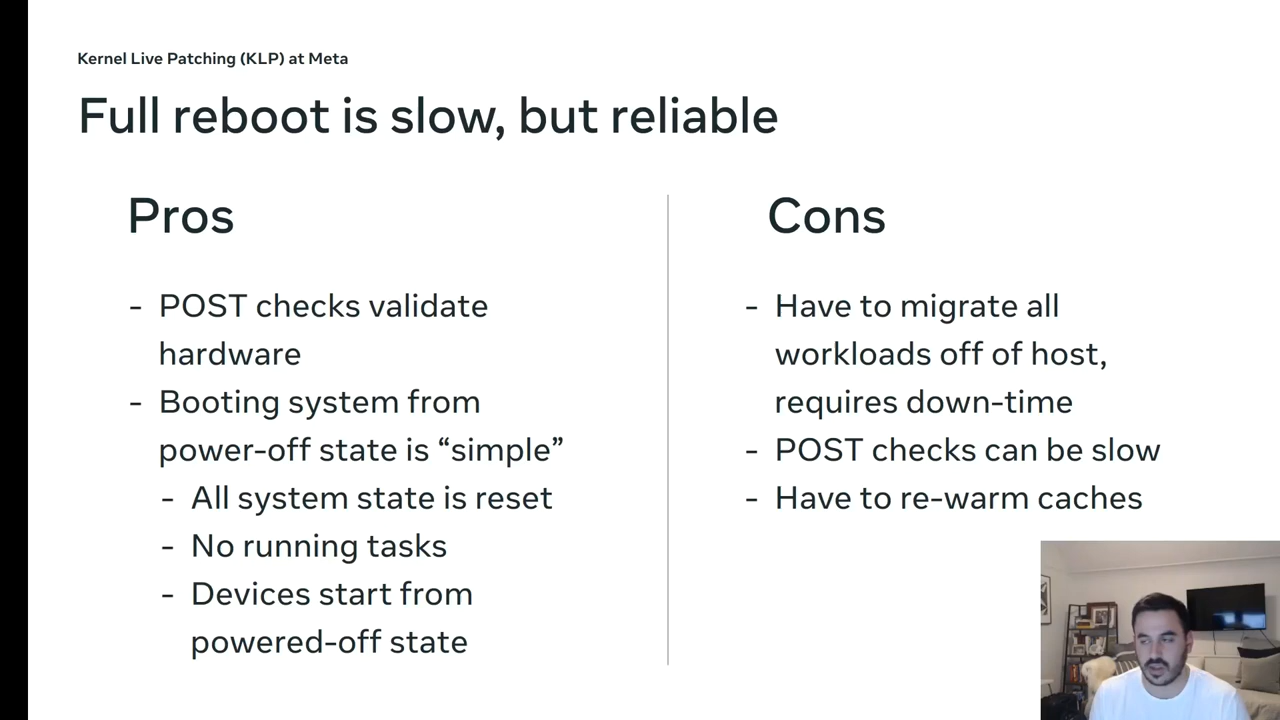 Kernel Live Patching (KLP) at Meta
Full reboot is slow, but reliable
Pros
- POST checks validate
hardware
- Booting system from
power-off state is “simple”
- All system state is reset
- No running tasks
- Devices start from
powered-off state
Cons
- Have to migrate all
workloads off of host,
requires down-time
- POST checks can be slow
- Have to re-warm caches